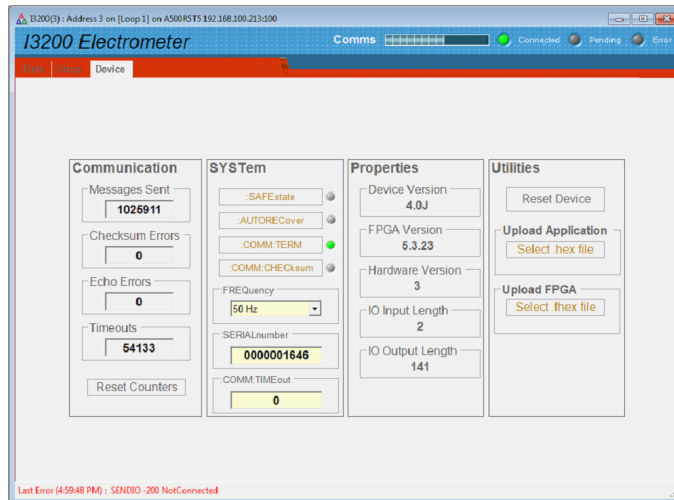 I3200(3) : Address 3 on [Loop1] on A500RST5 192.168.100.213:100
I3200 Electrometer
Comms
Connected
Pending
Error
Data
Setup
Device
Communication
Messages Sent
1025911
Checksum Errors
0
Echo Errors
0
Timeouts
54133
Reset Counters
SYSTem
:SAFEstate
:AUTORECover
:COMM:TERM
:COMM:CHECksum
:FREQuency
50 Hz
:SERIALnumber
0000001646
:COMM:TIMEout
0
Properties
Device Version
4.0J
FPGA Version
5.3.23
Hardware Version
3
IO Input Length
2
IO Output Length
141
Utilities
Reset Device
Upload Application
Select .hex file
Upload FPGA
Select .fhex file
Last Error (4:59:48 PM) : SENDIO -200 NotConnected